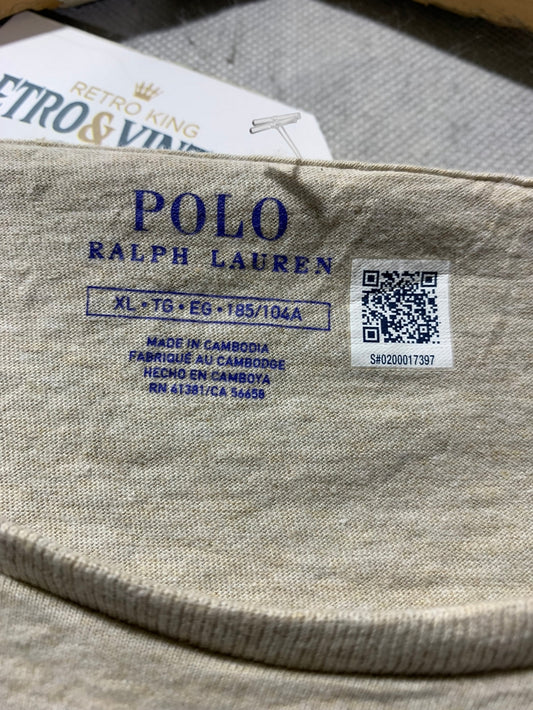 RETRO KING
RETRO & VINT
POLO
RALPH LAUREN
XL • TG • EG • 185/104A
MADE IN CAMBODIA
FABRIQUÉ AU CAMBODGE
HECHO EN CAMBOYA
RN 41381/CA 56658
S#0200017397